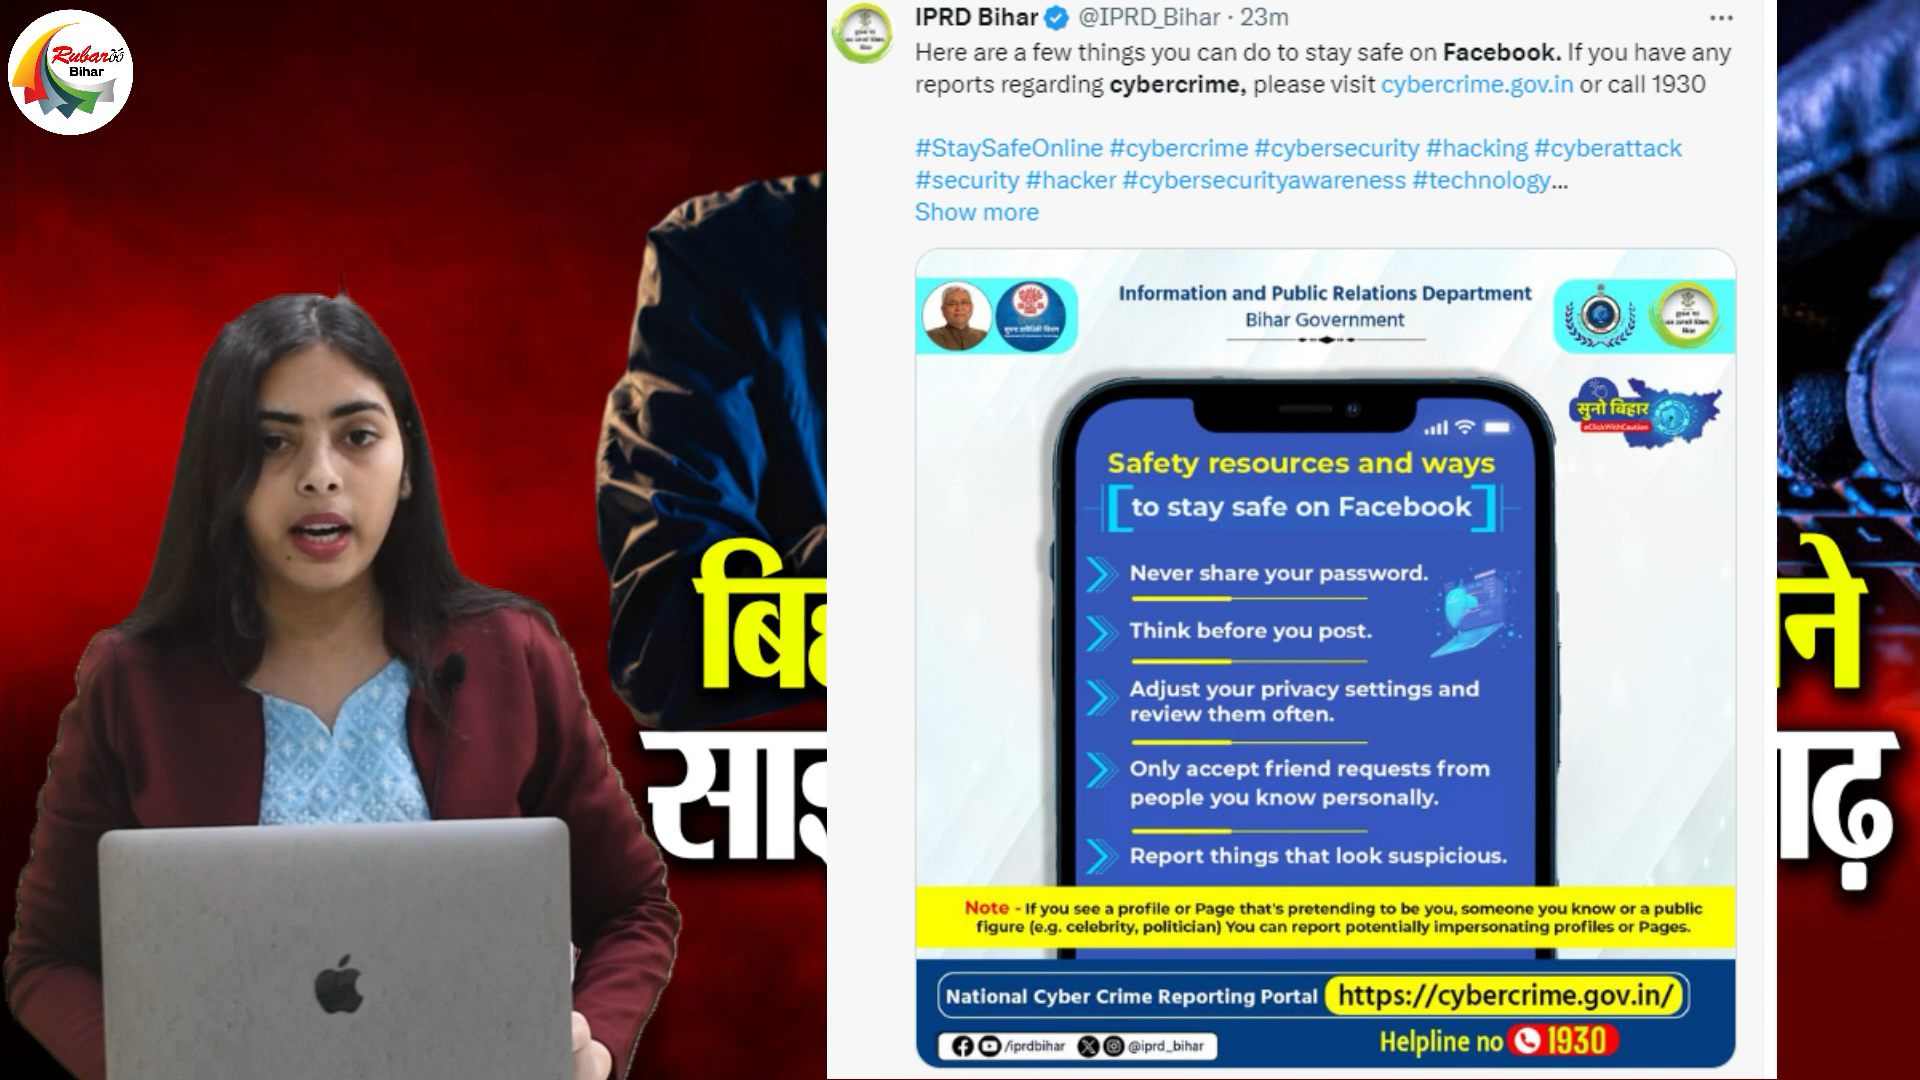 Rubaroo
Bihar
IPRD Bihar @IPRD_Bihar · 23m
Here are a few things you can do to stay safe on Facebook. If you have any
reports regarding cybercrime, please visit cybercrime.gov.in or call 1930
#StaySafeOnline #cybercrime #cybersecurity #hacking #cyberattack
#security #hacker #cybersecurityawareness #technology...
Show more
Information and Public Relations Department
Bihar Government
सुनो बिहार
#ClickWithCaution
Safety resources and ways
to stay safe on Facebook
Never share your password.
Think before you post.
Adjust your privacy settings and
review them often.
Only accept friend requests from
people you know personally.
Report things that look suspicious.
Note - If you see a profile or Page that's pretending to be you, someone you know or a public
figure (e.g. celebrity, politician) You can report potentially impersonating profiles or Pages.
National Cyber Crime Reporting Portal https://cybercrime.gov.in/
/iprdbihar @iprd_bihar
Helpline no 1930
ने